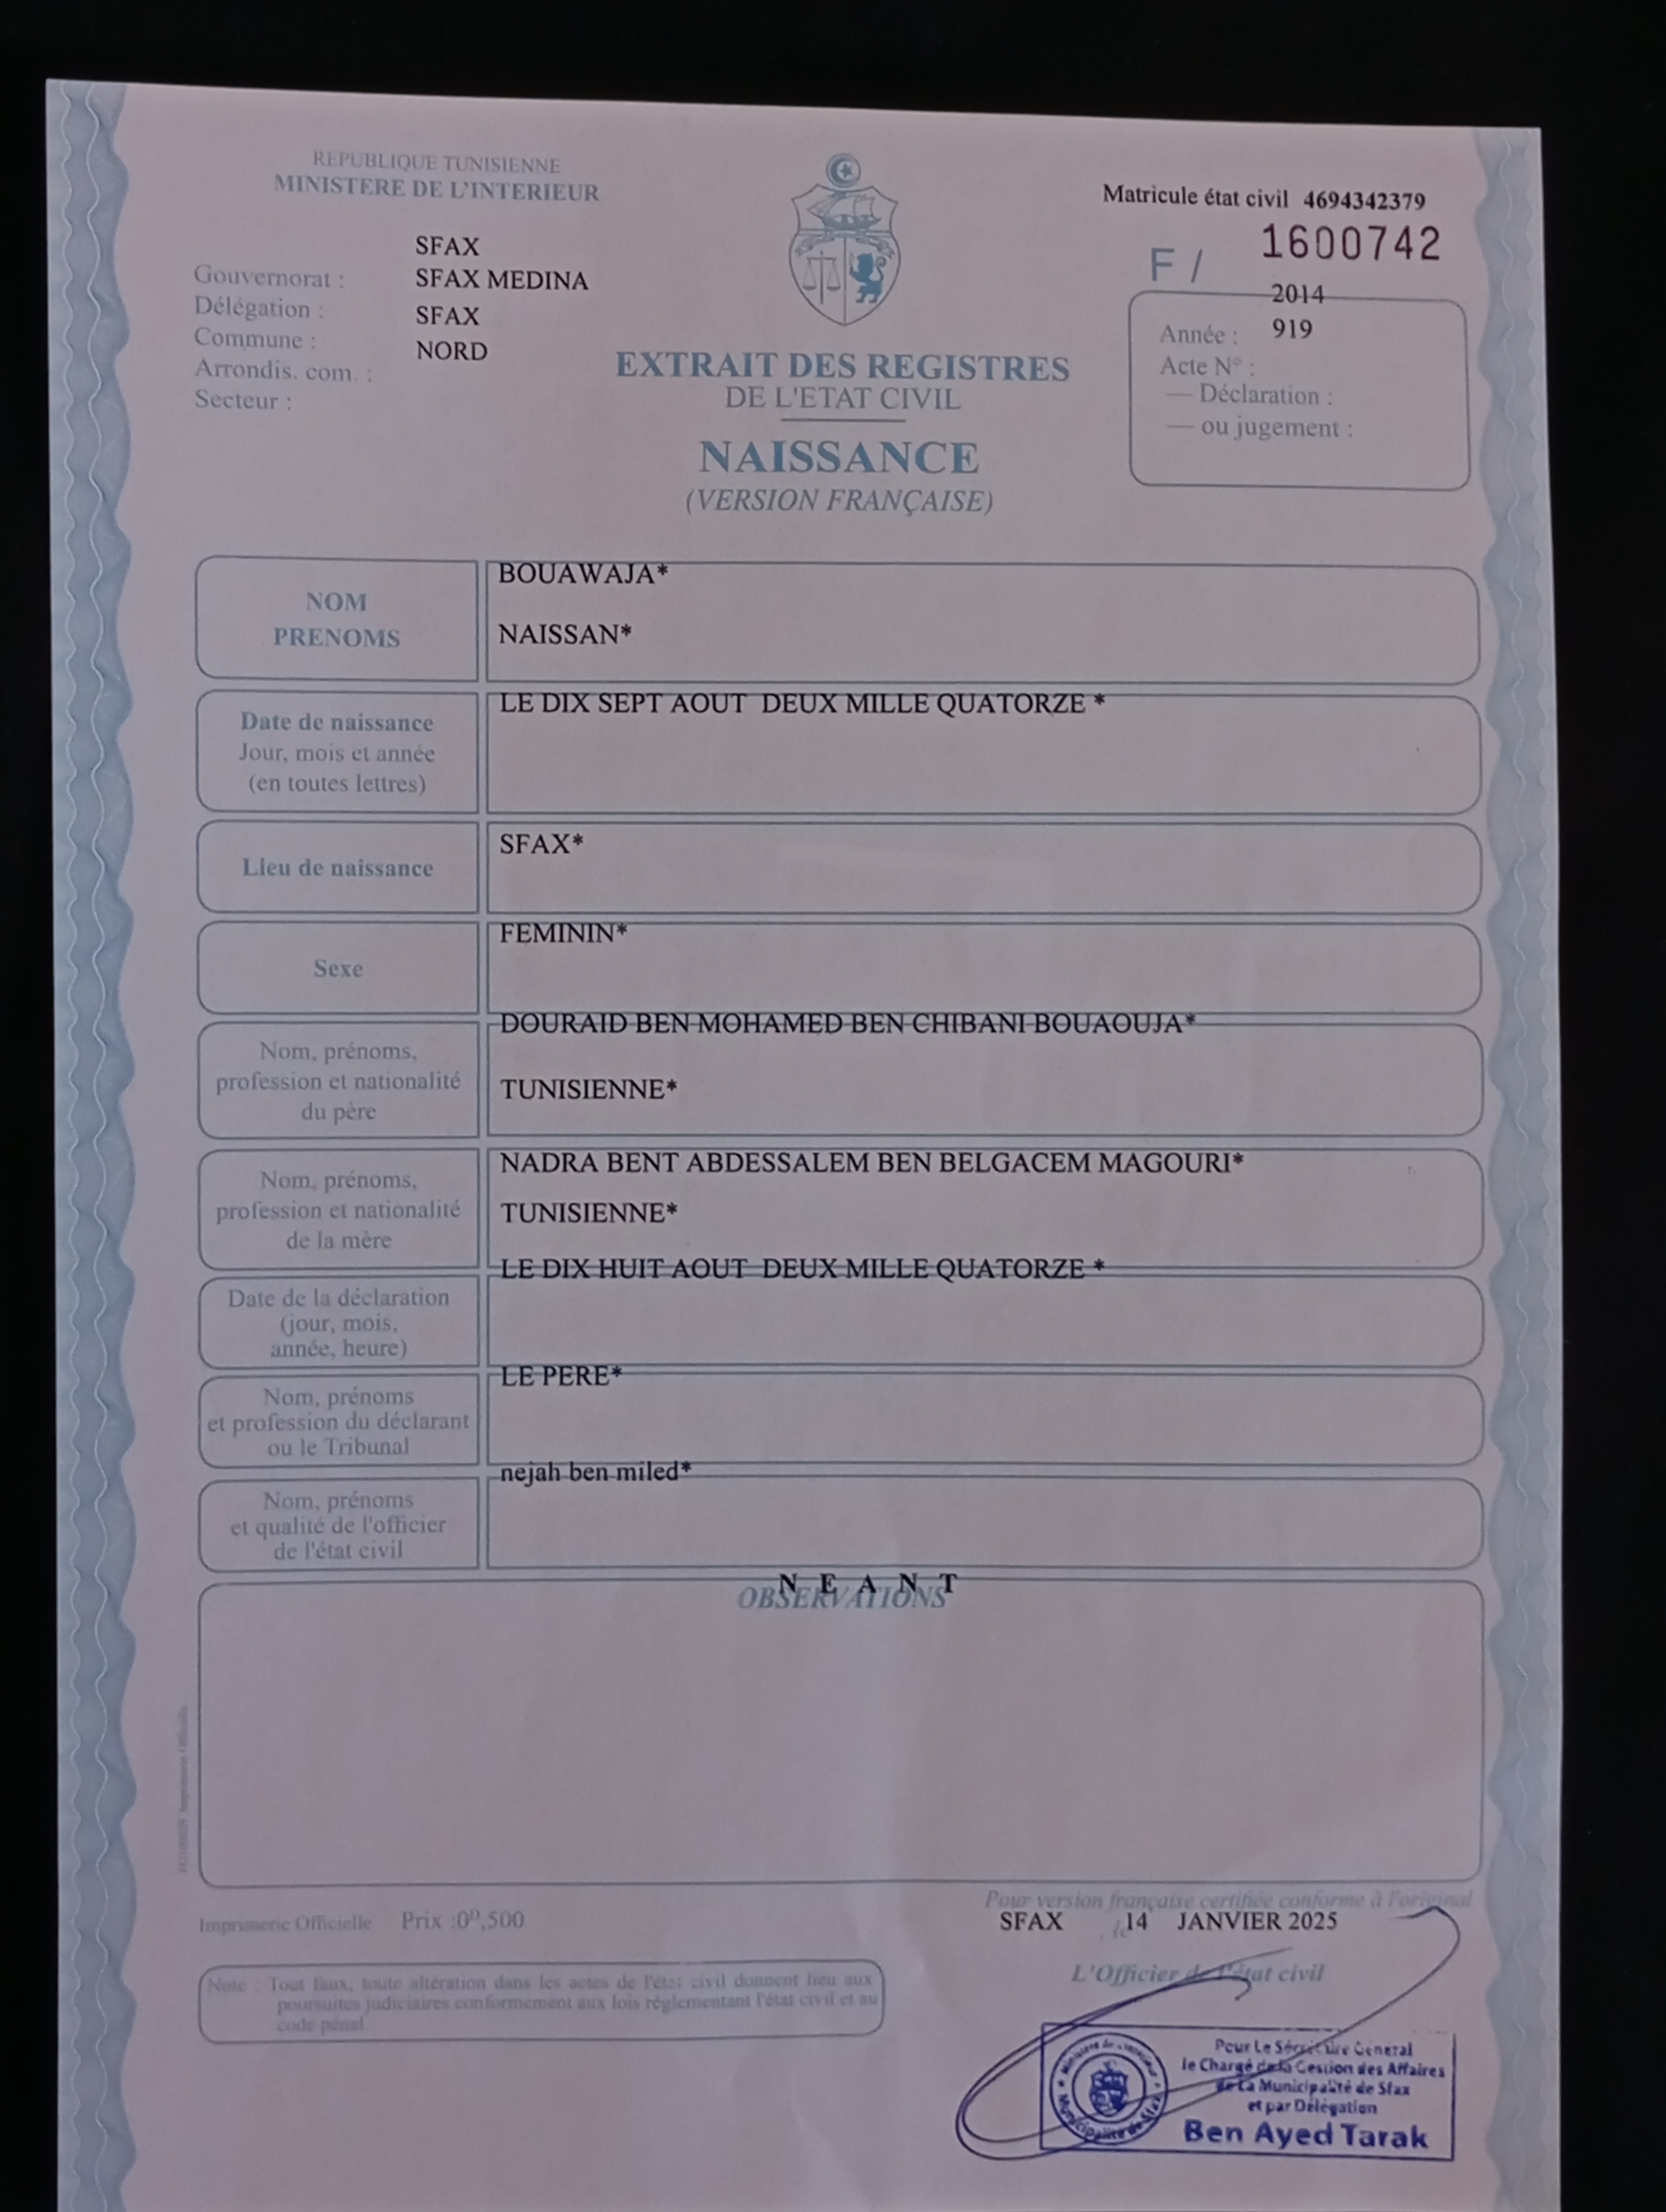 REPUBLIQUE TUNISIENNE
MINISTERE DE L'INTERIEUR
Matricule état civil 4694342379
F / 1600742
SFAX
Gouvernorat : SFAX MEDINA
Délégation : SFAX
Commune : NORD
Arrondis. com. :
Secteur :
2014
Année : 919
Acte N° :
— Déclaration :
— ou jugement :
EXTRAIT DES REGISTRES
DE L'ETAT CIVIL
NAISSANCE
(VERSION FRANÇAISE)
NOM
PRENOMS
BOUAWAJA*
NAISSAN*
Date de naissance
Jour, mois et année
(en toutes lettres)
LE DIX SEPT AOUT DEUX MILLE QUATORZE *
Lieu de naissance
SFAX*
Sexe
FEMININ*
Nom, prénoms,
profession et nationalité
du père
DOURAID BEN MOHAMED BEN CHIBANI BOUAOUJA*
TUNISIENNE*
Nom, prénoms,
profession et nationalité
de la mère
NADRA BENT ABDESSALEM BEN BELGACEM MAGOURI*
TUNISIENNE*
Date de la déclaration
(jour, mois,
année, heure)
LE DIX HUIT AOUT DEUX MILLE QUATORZE *
Nom, prénoms
et profession du déclarant
ou le Tribunal
LE PERE*
Nom, prénoms
et qualité de l'officier
de l'état civil
nejah ben miled*
OBSERVATIONS
N E A N T
Imprimerie Officielle Prix :0ᴰ,500
Pour version française certifiée conforme à l'original
SFAX le 14 JANVIER 2025
L'Officier de l'état civil
Note : Tout faux, toute altération dans les actes de l'état civil donnent lieu aux
poursuites judiciaires conformement aux lois réglementant l'état civil et au
code pénal.
Pour Le Sécrétaire Général
le Chargé de la Gestion des Affaires
de La Municipalité de Sfax
et par Délégation
Ben Ayed Tarak
Municipalité de Sfax